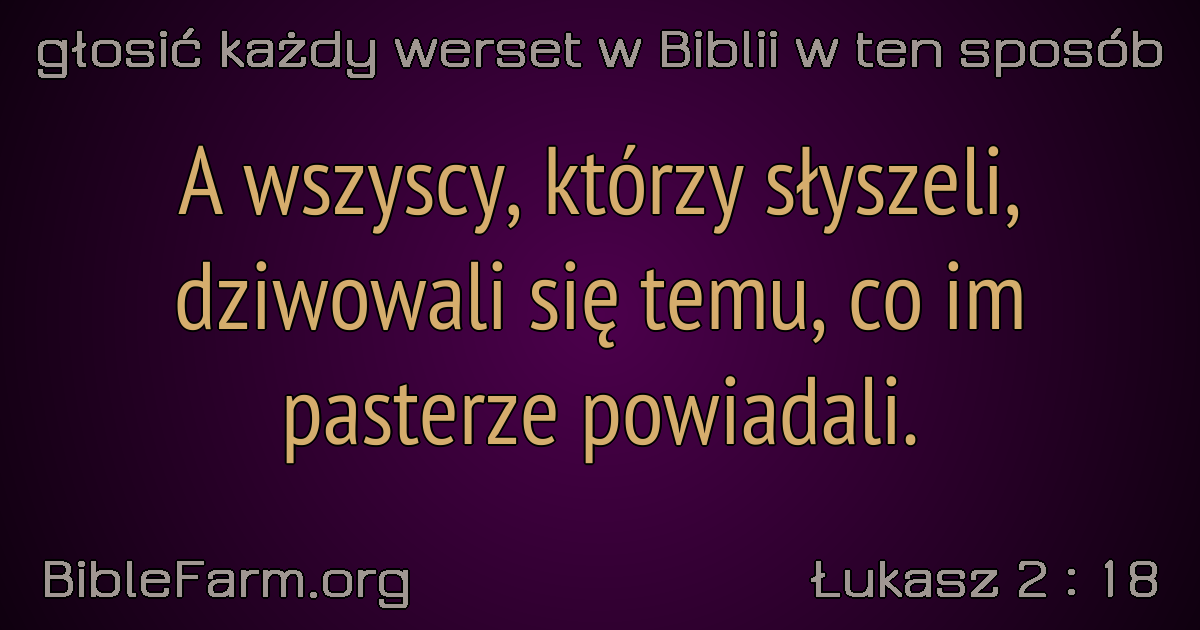 głosić każdy werset w Biblii w ten sposób
A wszyscy, którzy słyszeli,
dziwowali się temu, co im
pasterze powiadali.
BibleFarm.org
Łukasz 2 : 18